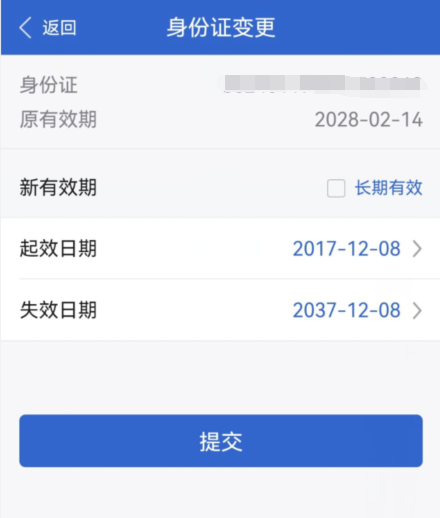 返回 身份证变更
身份证
原有效期 2028-02-14
新有效期 长期有效
起效日期 2017-12-08
失效日期 2037-12-08
提交